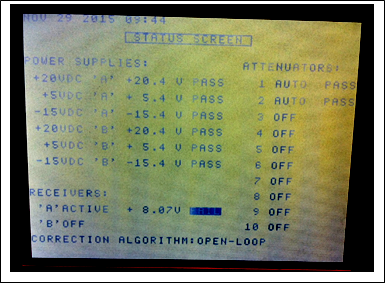 NOV 29 2015 09:44
STATUS SCREEN
POWER SUPPLIES: ATTENUATORS:
+20VDC 'A' +20.4 V PASS 1 AUTO PASS
+5VDC 'A' + 5.4 V PASS 2 AUTO PASS
-15VDC 'A' -15.4 V PASS 3 OFF
+20VDC 'B' +20.4 V PASS 4 OFF
+5VDC 'B' + 5.4 V PASS 5 OFF
-15VDC 'B' -15.4 V PASS 6 OFF
7 OFF
RECEIVERS: 8 OFF
'A' ACTIVE + 8.07V 9 OFF
'B' OFF 10 OFF
CORRECTION ALGORITHM:OPEN-LOOP